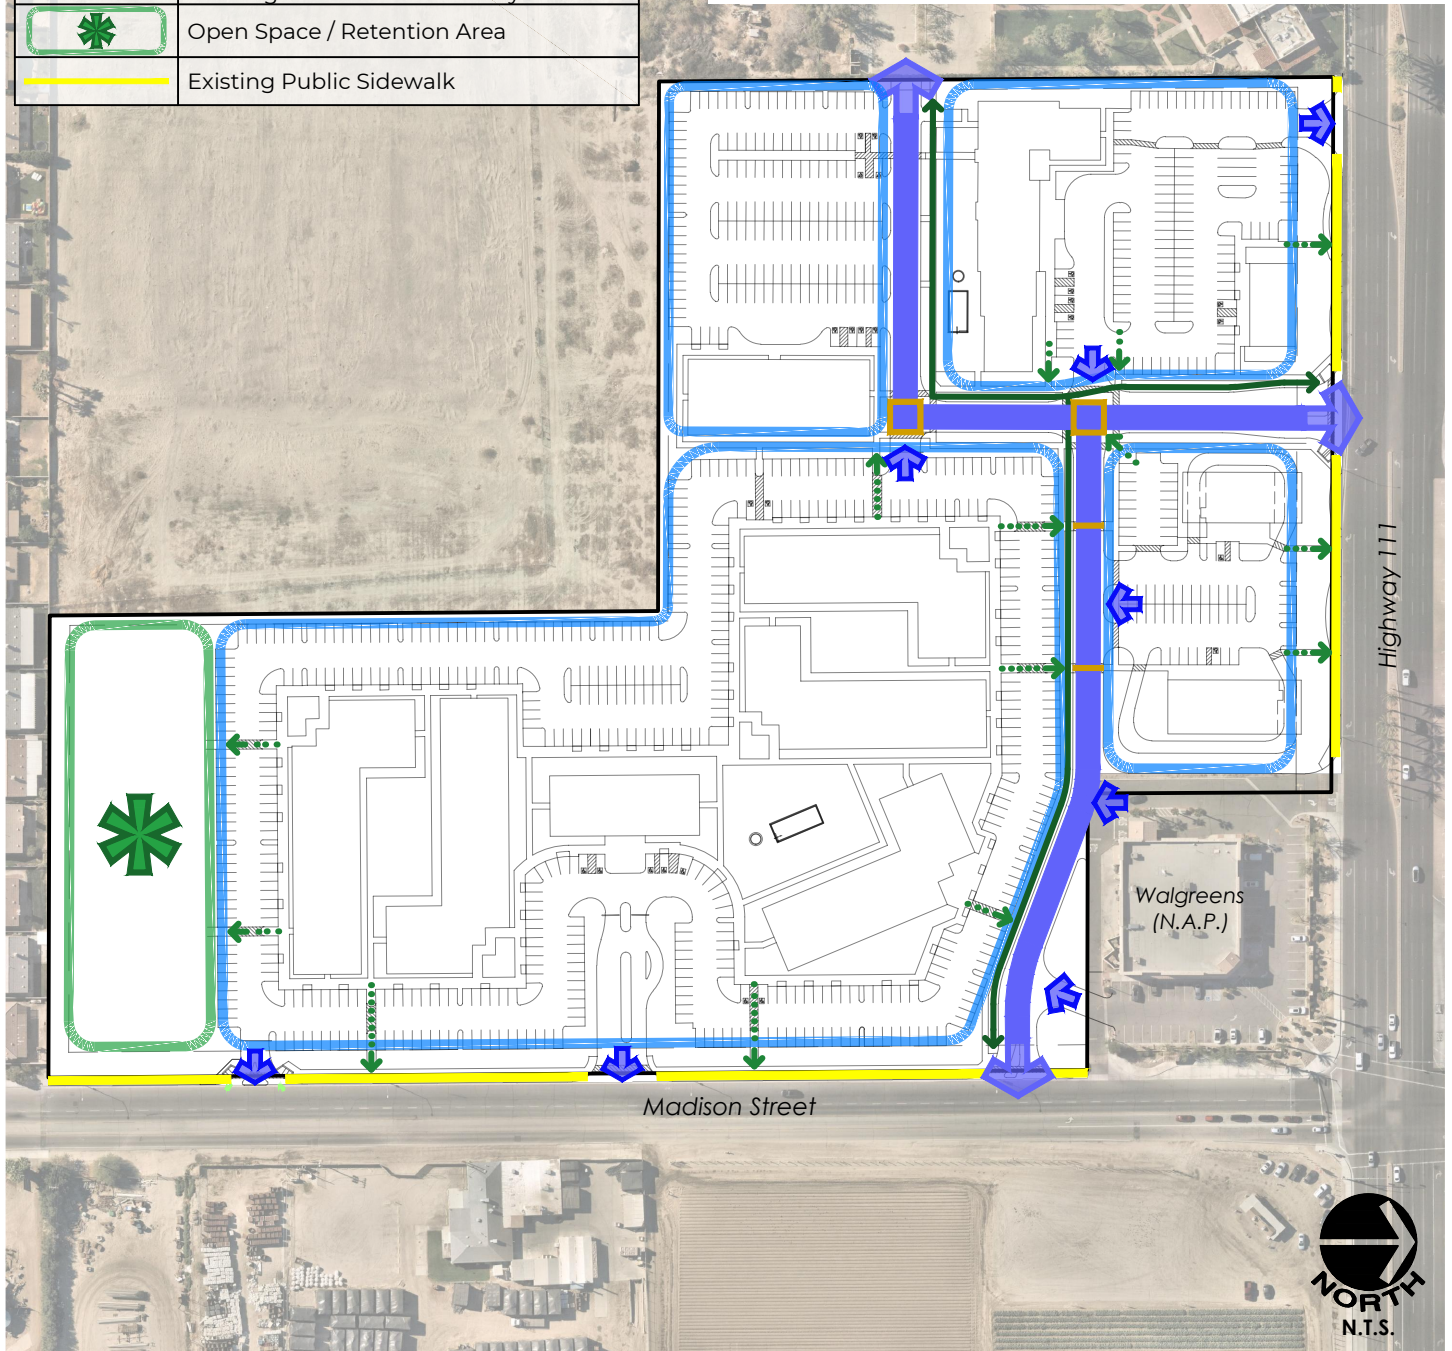 Open Space / Retention Area
Existing Public Sidewalk
Highway 111
Walgreens
(N.A.P.)
Madison Street
NORTH
N.T.S.